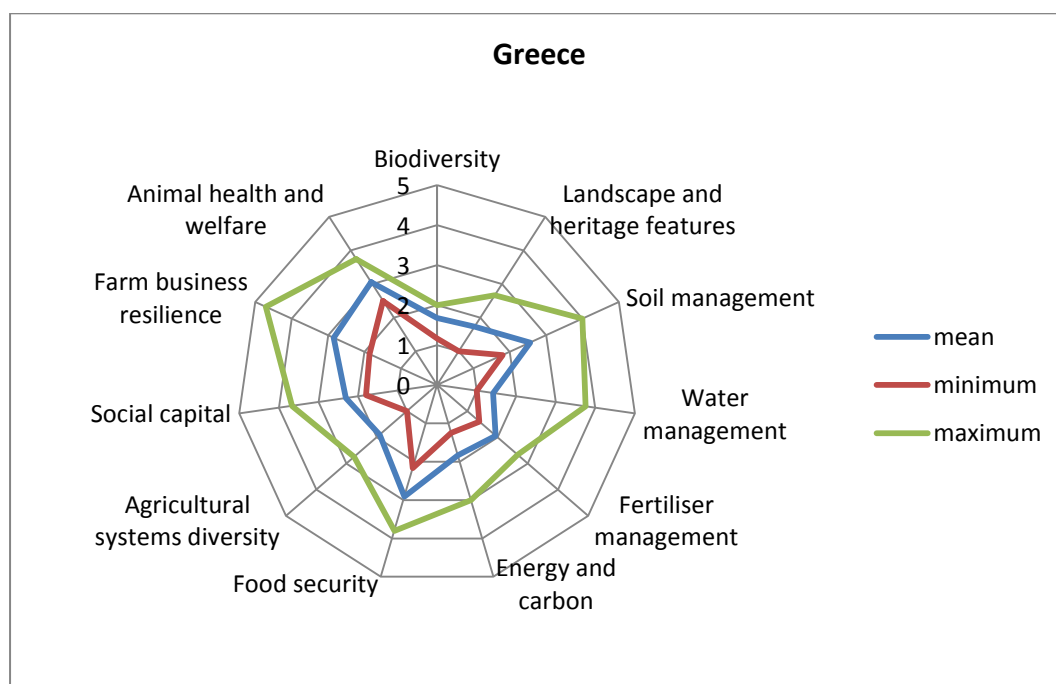 Greece
Biodiversity
Landscape and
heritage features
Soil management
Water
management
Fertiliser
management
Energy and
carbon
Food security
Agricultural
systems diversity
Social capital
Farm business
resilience
Animal health and
welfare
5
4
3
2
1
0
mean
minimum
maximum